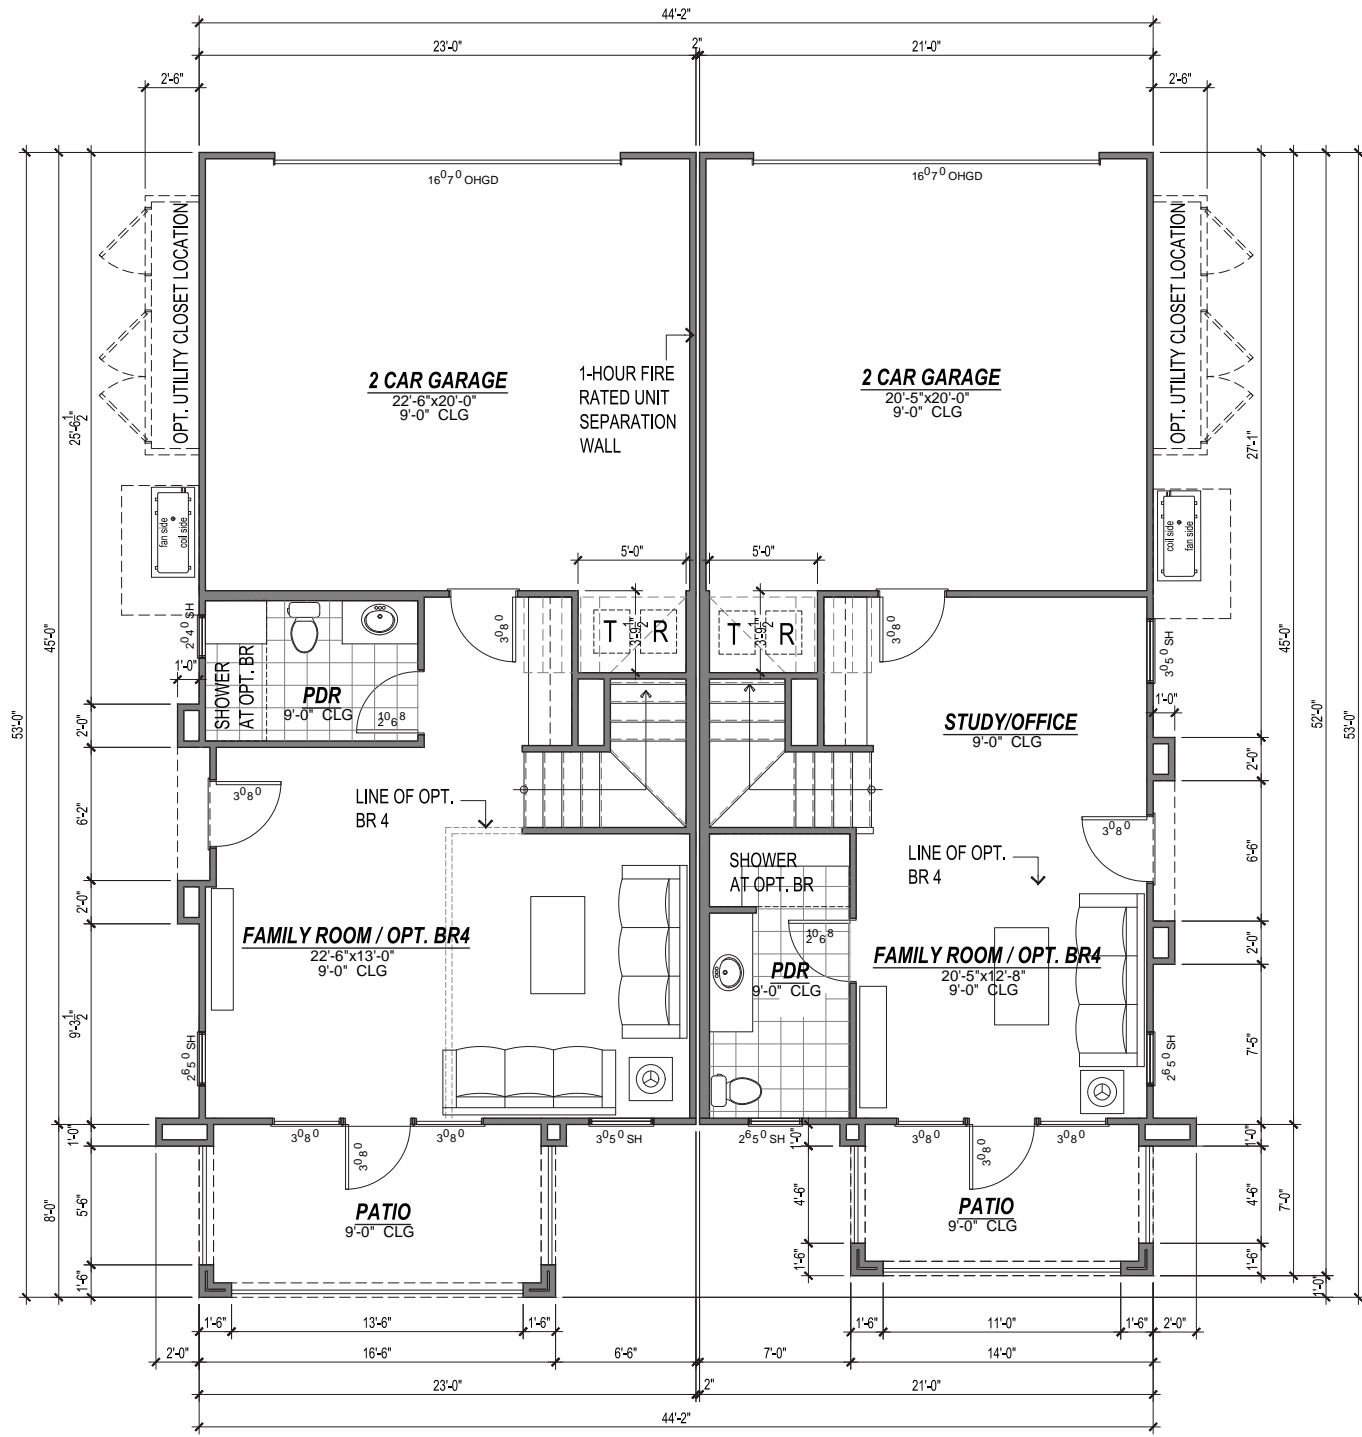 44'-2"
23'-0"
2"
21'-0"
2'-6"
2'-6"
16⁰7⁰ OHGD
16⁰7⁰ OHGD
OPT. UTILITY CLOSET LOCATION
OPT. UTILITY CLOSET LOCATION
2 CAR GARAGE
22'-6"x20'-0"
9'-0" CLG
1-HOUR FIRE
RATED UNIT
SEPARATION
WALL
2 CAR GARAGE
20'-5"x20'-0"
9'-0" CLG
25'-6 1/2"
27'-1"
fan side
coil side
coil side
fan side
5'-0"
5'-0"
53'-0"
45'-0"
45'-0"
52'-0"
53'-0"
2⁰4⁰ SH
3⁰8⁰
T
3'-9 1/2"
R
T
3'-9 1/2"
R
3⁰8⁰
3⁰5⁰ SH
1'-0"
SHOWER
AT OPT. BR
PDR
9'-0" CLG
2¹⁰6⁸
1'-0"
STUDY/OFFICE
9'-0" CLG
2'-0"
2'-0"
3⁰8⁰
LINE OF OPT.
BR 4
6'-2"
3⁰8⁰
6'-6"
SHOWER
AT OPT. BR
LINE OF OPT.
BR 4
2'-0"
2'-0"
FAMILY ROOM / OPT. BR4
22'-6"x13'-0"
9'-0" CLG
2¹⁰6⁸
PDR
9'-0" CLG
FAMILY ROOM / OPT. BR4
20'-5"x12'-8"
9'-0" CLG
9'-3 1/2"
2⁶5⁰ SH
2⁶5⁰ SH
7'-5"
1'-0"
3⁰8⁰
3⁰8⁰
3⁰8⁰
3⁰5⁰ SH
2⁶5⁰ SH
1'-0"
3⁰8⁰
3⁰8⁰
3⁰8⁰
1'-0"
8'-0"
5'-6"
PATIO
9'-0" CLG
4'-6"
PATIO
9'-0" CLG
4'-6"
7'-0"
1'-6"
1'-6"
1'-6"
1'-0"
1'-6"
13'-6"
1'-6"
1'-6"
11'-0"
1'-6"
2'-0"
2'-0"
16'-6"
6'-6"
7'-0"
14'-0"
23'-0"
2"
21'-0"
44'-2"